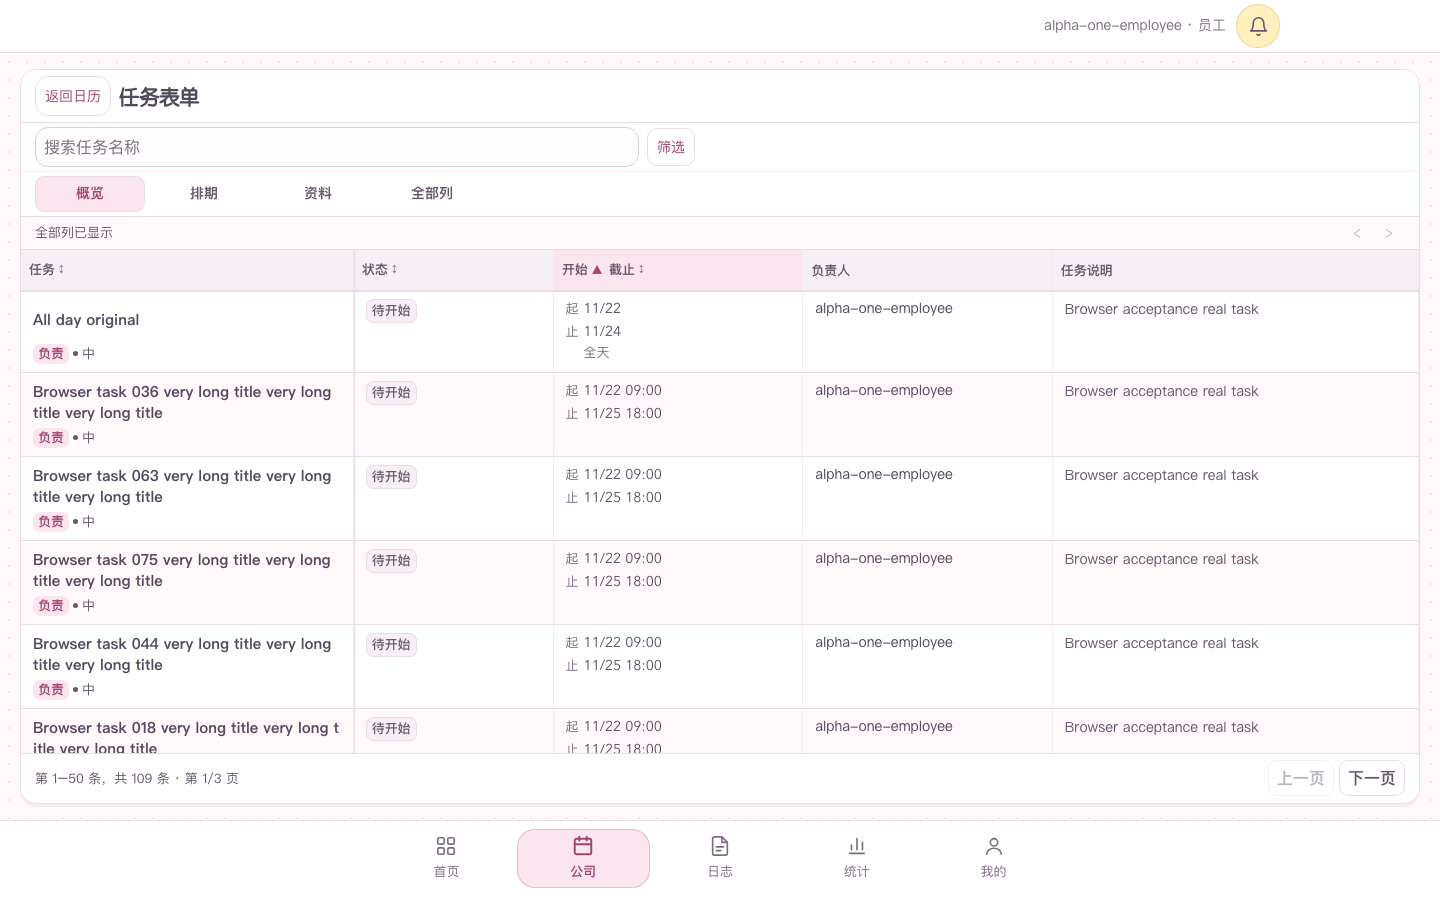 alpha-one-employee · 员工
返回日历 任务表单
搜索任务名称 筛选
概览 排期 资料 全部列
全部列已显示 < >
任务 ↕ 状态 ↕ 开始 ▲ 截止 ↕ 负责人 任务说明
All day original 待开始 起 11/22 alpha-one-employee Browser acceptance real task
止 11/24
全天
负责 • 中
Browser task 036 very long title very long 待开始 起 11/22 09:00 alpha-one-employee Browser acceptance real task
title very long title 止 11/25 18:00
负责 • 中
Browser task 063 very long title very long 待开始 起 11/22 09:00 alpha-one-employee Browser acceptance real task
title very long title 止 11/25 18:00
负责 • 中
Browser task 075 very long title very long 待开始 起 11/22 09:00 alpha-one-employee Browser acceptance real task
title very long title 止 11/25 18:00
负责 • 中
Browser task 044 very long title very long 待开始 起 11/22 09:00 alpha-one-employee Browser acceptance real task
title very long title 止 11/25 18:00
负责 • 中
Browser task 018 very long title very long t 待开始 起 11/22 09:00 alpha-one-employee Browser acceptance real task
itle very long title 止 11/25 18:00
第 1–50 条，共 109 条 · 第 1/3 页 上一页 下一页
首页 公司 日志 统计 我的